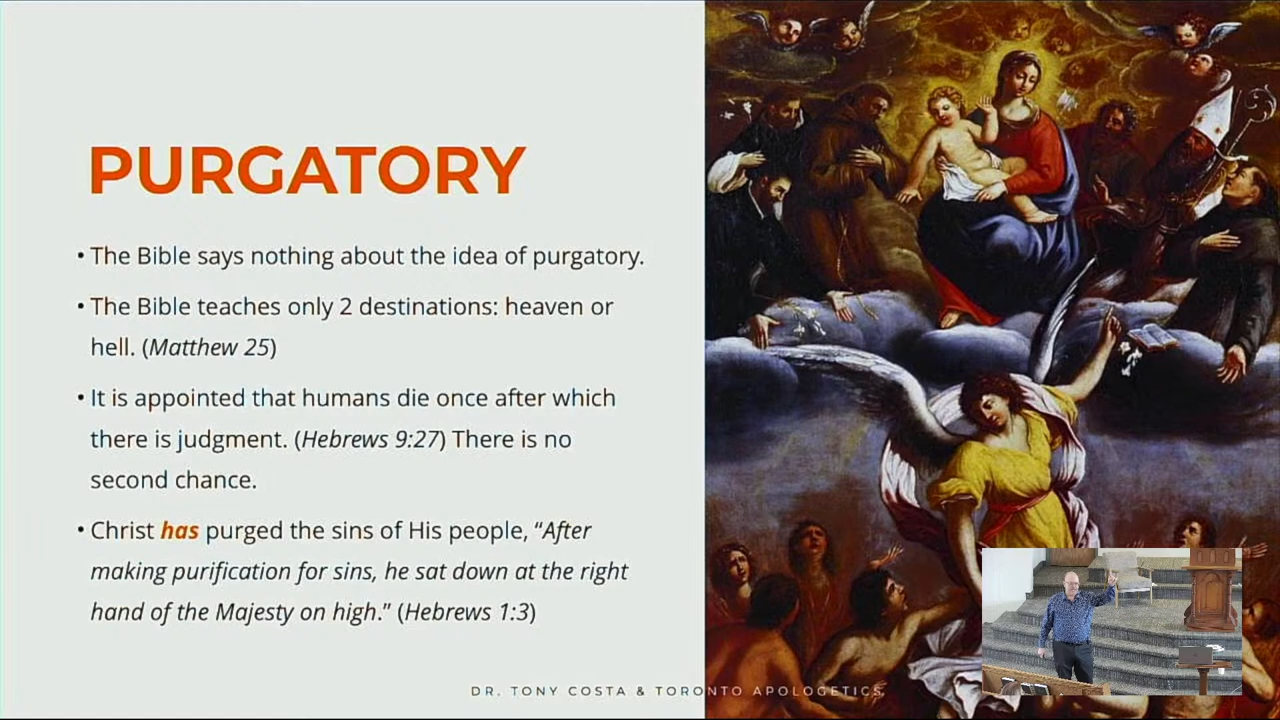 PURGATORY
• The Bible says nothing about the idea of purgatory.
• The Bible teaches only 2 destinations: heaven or
hell. (Matthew 25)
• It is appointed that humans die once after which
there is judgment. (Hebrews 9:27) There is no
second chance.
• Christ has purged the sins of His people, “After
making purification for sins, he sat down at the right
hand of the Majesty on high.” (Hebrews 1:3)
DR. TONY COSTA & TORONTO APOLOGETICS